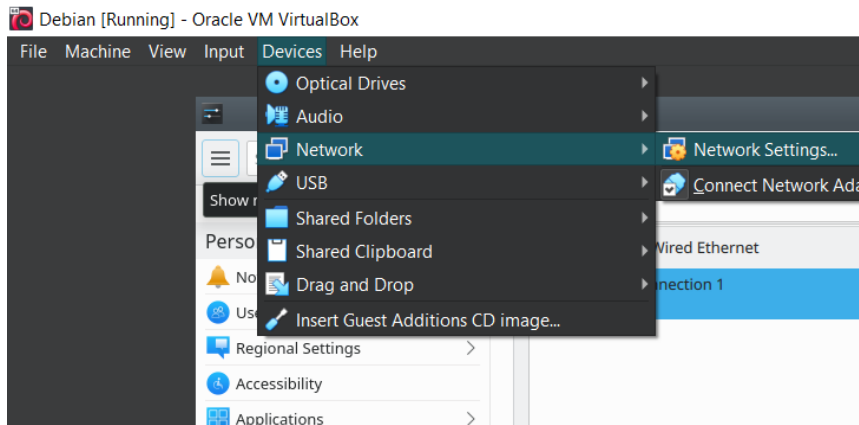 Debian [Running] - Oracle VM VirtualBox
File Machine View Input Devices Help
Optical Drives
Audio
Network
USB
Shared Folders
Shared Clipboard
Drag and Drop
Insert Guest Additions CD image...
Network Settings...
Connect Network Ada
Show
Perso
No
Use
Regional Settings
Accessibility
Applications
Wired Ethernet
nection 1